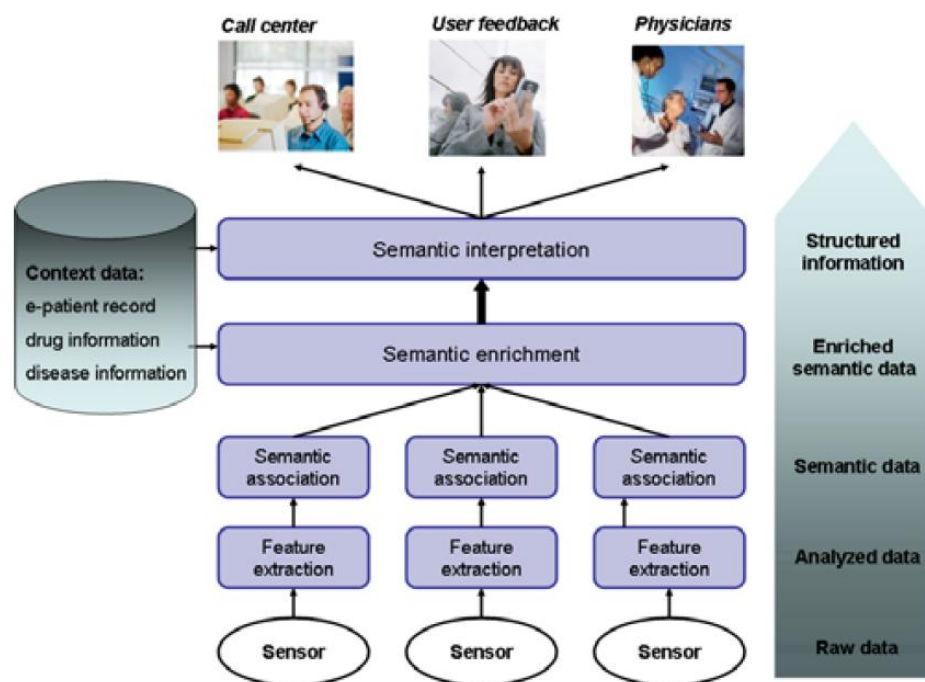 Call center
User feedback
Physicians
Semantic interpretation
Structured
information
Context data:
e-patient record
drug information
disease information
Semantic enrichment
Enriched
semantic data
Semantic
association
Semantic
association
Semantic
association
Semantic data
Feature
extraction
Feature
extraction
Feature
extraction
Analyzed data
Sensor
Sensor
Sensor
Raw data